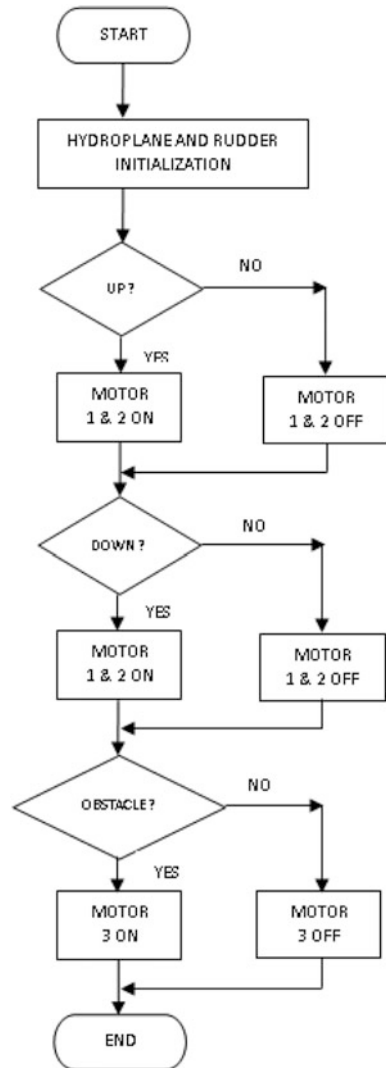 START
HYDROPLANE AND RUDDER
INITIALIZATION
UP?
NO
YES
MOTOR
1 & 2 ON
MOTOR
1 & 2 OFF
DOWN?
NO
YES
MOTOR
1 & 2 ON
MOTOR
1 & 2 OFF
OBSTACLE?
NO
YES
MOTOR
3 ON
MOTOR
3 OFF
END